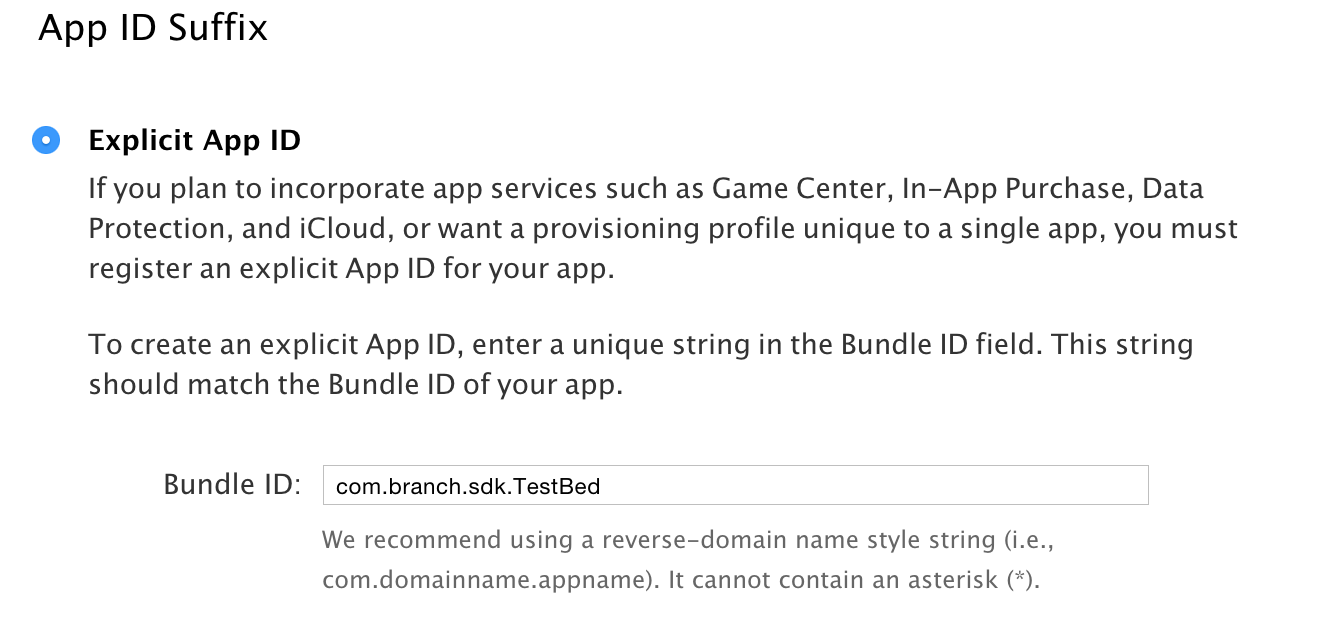 App ID Suffix
Explicit App ID
If you plan to incorporate app services such as Game Center, In-App Purchase, Data
Protection, and iCloud, or want a provisioning profile unique to a single app, you must
register an explicit App ID for your app.
To create an explicit App ID, enter a unique string in the Bundle ID field. This string
should match the Bundle ID of your app.
Bundle ID: com.branch.sdk.TestBed
We recommend using a reverse-domain name style string (i.e.,
com.domainname.appname). It cannot contain an asterisk (*).